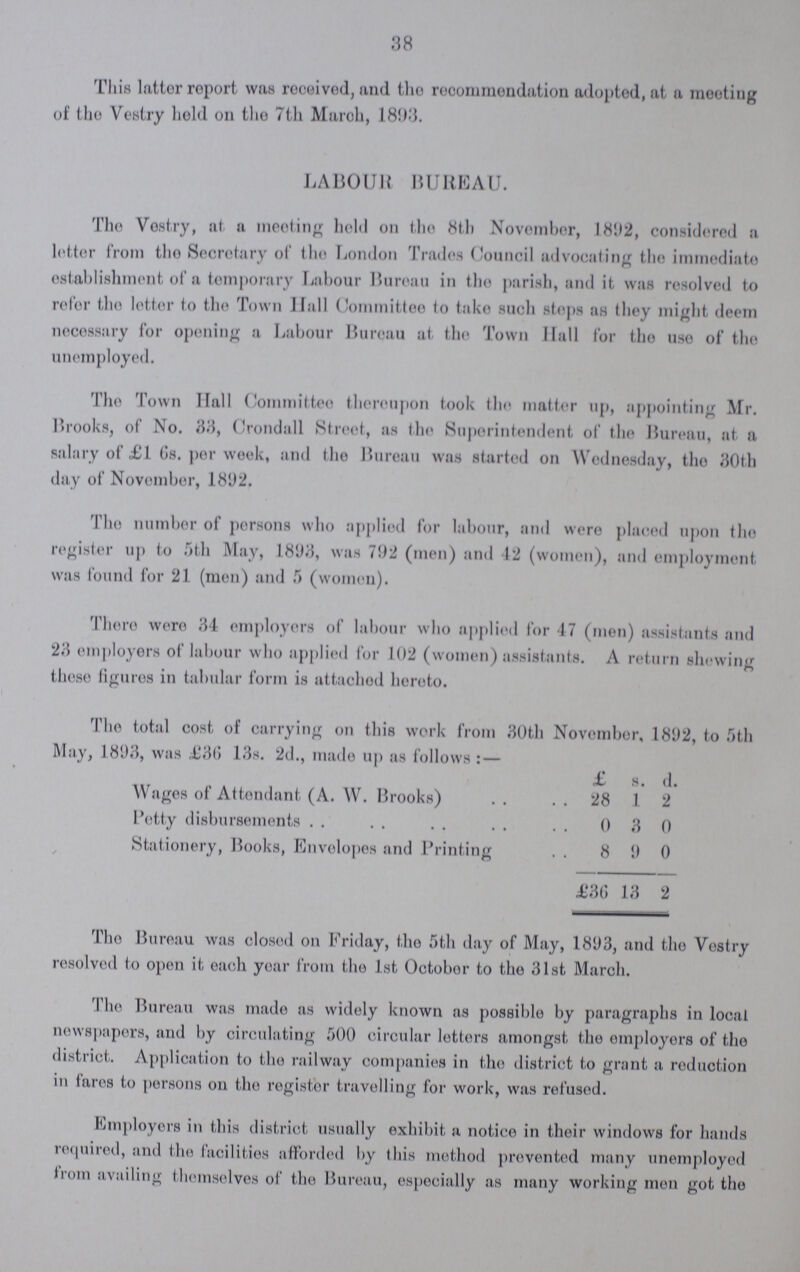 38
This latter report was received, and the recommendation adopted, at a meeting
of the Vestry held on the 7th March, 1893.
LABOUR BUREAU.
The Vestry, at a meeting held on the 8th November, 1892, considered a
letter from the Secretary of the London Trades Council advocating the immediate
establishment of a temporary Labour Bureau in the parish, and it was resolved to
refer the letter to the Town Hall Committee to take such steps as they might deem
necessary for opening a Labour Bureau at the Town Hall for the use of the
unemployed.
The Town Hall Committee thereupon took the matter up, appointing Mr.
Brooks, of No. 33, Crondall Street, as the Superintendent of the Bureau, at a
salary of £1 6s. per week, and the Bureau was started on Wednesday, the 30th
day of November, 1892.
The number of persons who applied for labour, and were placed upon the
register up to 5th May, 1893, was 792 (men) and 42 (women), and employment
was found for 21 (men) and 5 (women).
There were 34 employers of labour who applied for 47 (men) assistants and
23 employers of labour who applied for 102 (women) assistants. A return shewing
these figures in tabular form is attached hereto.
The total cost of carrying on this work from 30th November, 1892, to 5th
May, 1893, was £36 13s. 2d., made up as follows :—
£ s. d.
Wages of Attendant (A. W. Brooks) . . . . 28 1 2
Petty disbursements . . . . . . . . . . 0 3 0
Stationery, Books, Envelopes and Printing . . 8 9 0
£36 13 2
The Bureau was closed on Friday, the 5th day of May, 1893, and the Vestry
resolved to open it each year from the 1st October to the 31st March.
The Bureau was made as widely known as possible by paragraphs in local
newspapers, and by circulating 500 circular letters amongst the employers of the
district. Application to the railway companies in the district to grant a reduction
in fares to persons on the register travelling for work, was refused.
Employers in this district usually exhibit a notice in their windows for hands
required, and the facilities afforded by this method prevented many unemployed
from availing themselves of the Bureau, especially as many working men got the